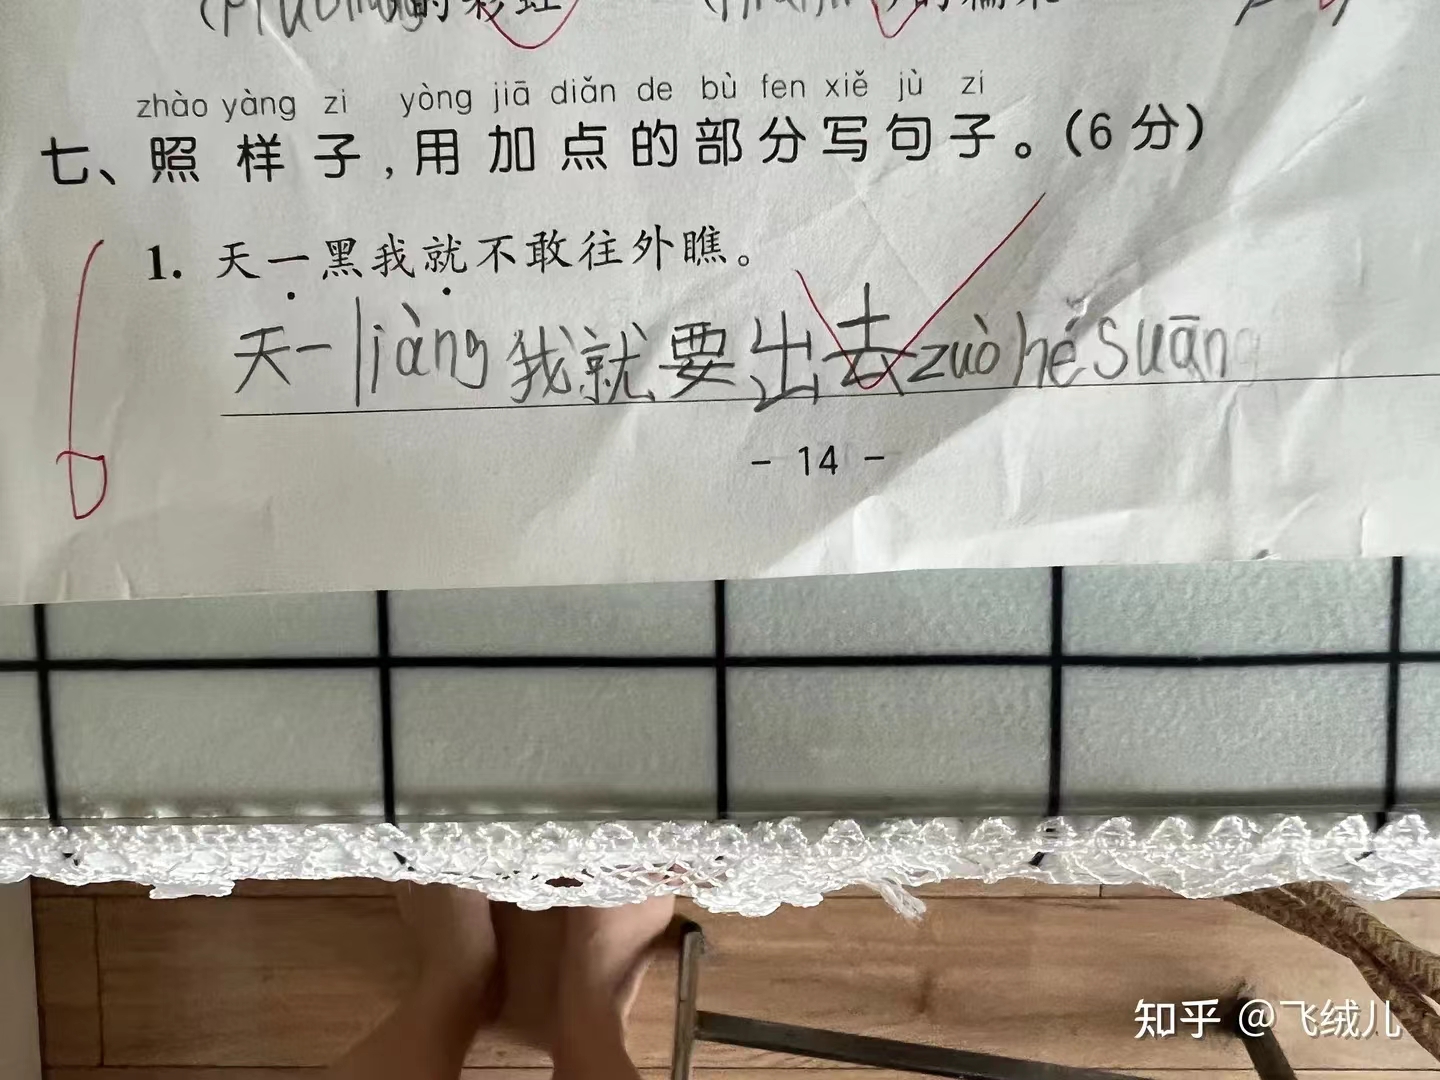 的彩虹
zhào yàng zi yòng jiā diǎn de bù fen xiě jù zi
七、照样子,用加点的部分写句子。(6分)
1. 天一黑我就不敢往外瞧。
天一liàng我就要出去zuò hé suān
- 14 -
6
知乎 @飞绒儿